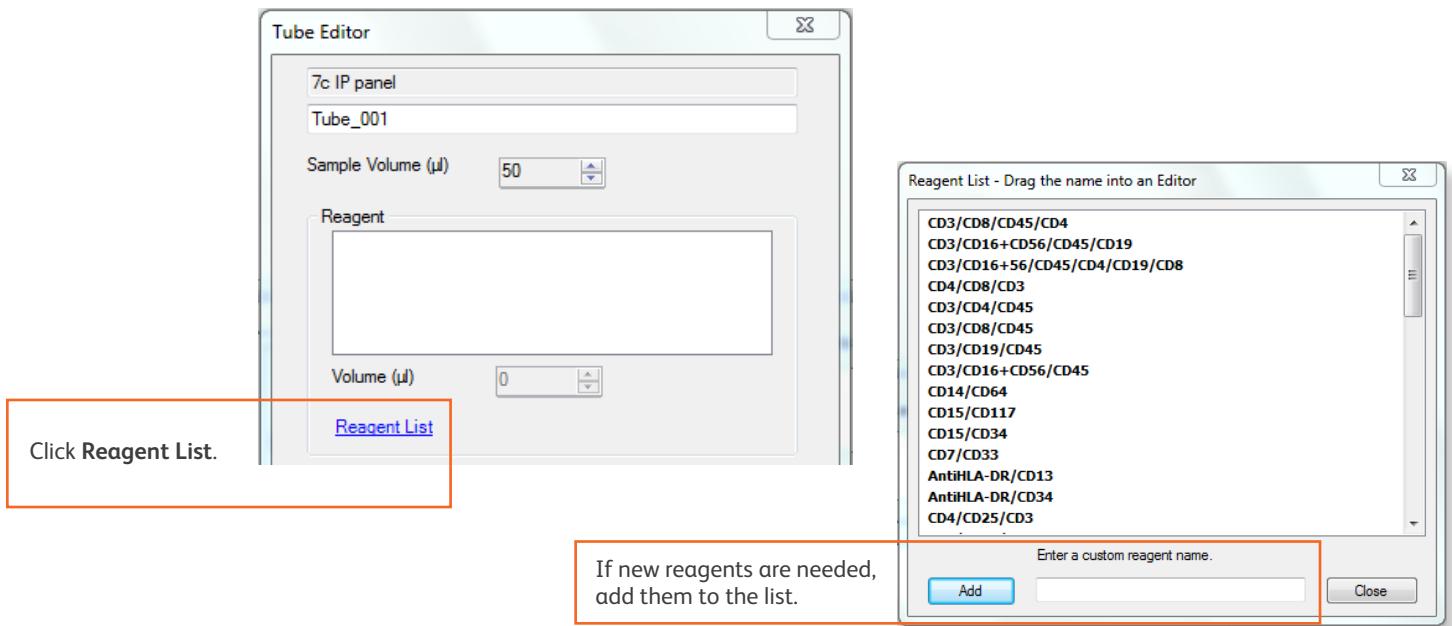 Tube Editor
7c IP panel
Tube_001
Sample Volume (µl)
50
Reagent
Volume (µl)
0
Reagent List
Click Reagent List.
Reagent List - Drag the name into an Editor
CD3/CD8/CD45/CD4
CD3/CD16+CD56/CD45/CD19
CD3/CD16+56/CD45/CD4/CD19/CD8
CD4/CD8/CD3
CD3/CD4/CD45
CD3/CD8/CD45
CD3/CD19/CD45
CD3/CD16+CD56/CD45
CD14/CD64
CD15/CD117
CD15/CD34
CD7/CD33
AntiHLA-DR/CD13
AntiHLA-DR/CD34
CD4/CD25/CD3
Enter a custom reagent name.
Add
Close
If new reagents are needed,
add them to the list.